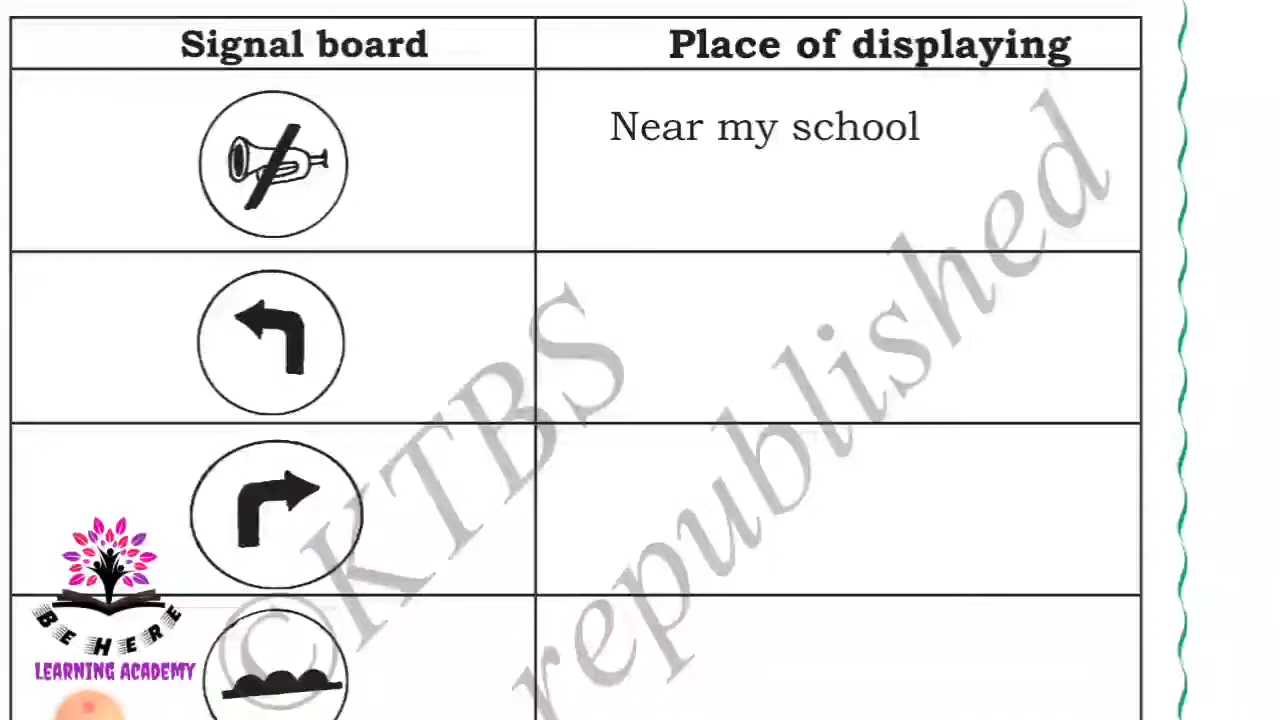 Signal board
Place of displaying
Near my school
©KTBS
republished
BE HERE
LEARNING ACADEMY